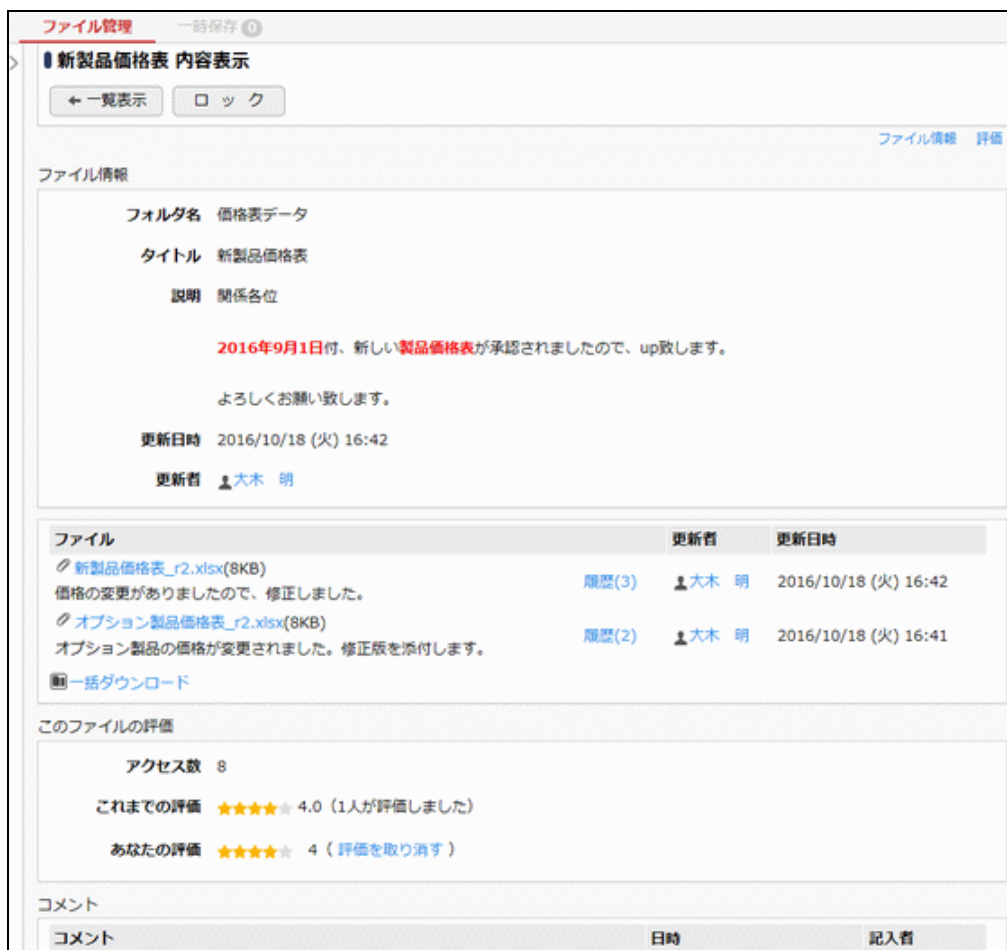 ファイル管理 一時保存 0
新製品価格表 内容表示
一覧表示 ロック
ファイル情報 評価
ファイル情報
フォルダ名 価格表データ
タイトル 新製品価格表
説明 関係各位
2016年9月1日付、新しい製品価格表が承認されましたので、up致します。
よろしくお願い致します。
更新日時 2016/10/18 (火) 16:42
更新者 大木 明
ファイル 更新者 更新日時
新製品価格表_r2.xlsx(8KB)
履歴(3) 大木 明 2016/10/18 (火) 16:42
価格の変更がありましたので、修正しました。
オプション製品価格表_r2.xlsx(8KB)
履歴(2) 大木 明 2016/10/18 (火) 16:41
オプション製品の価格が変更されました。修正版を添付します。
一括ダウンロード
このファイルの評価
アクセス数 8
これまでの評価 4.0（1人が評価しました）
あなたの評価 4（評価を取り消す）
コメント
コメント 日時 記入者